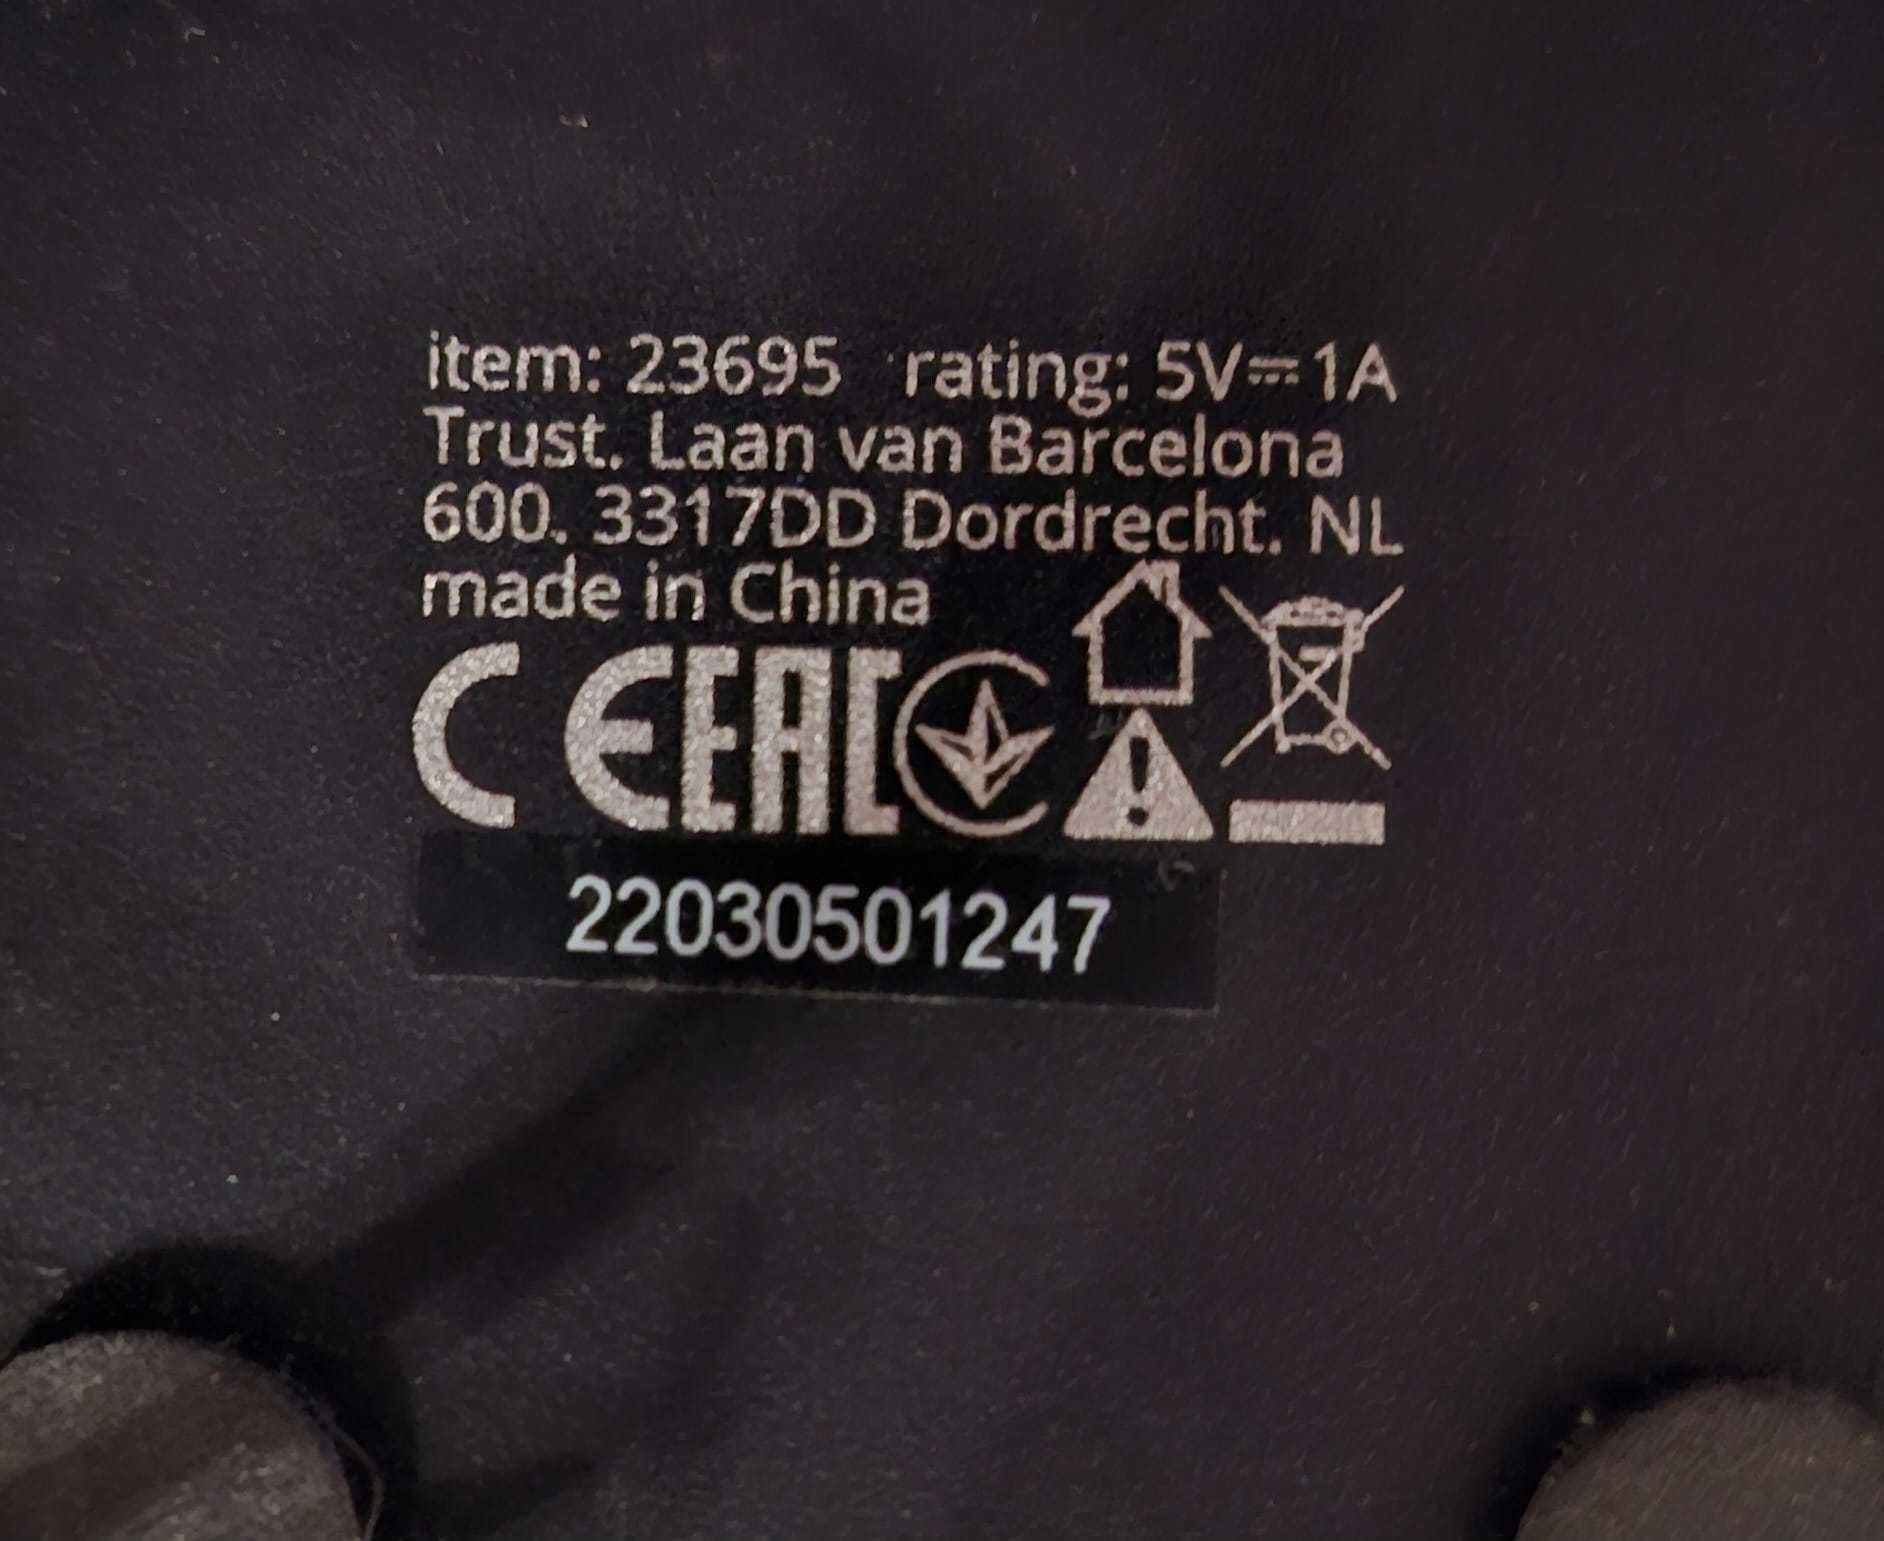 item: 23695 rating: 5V⎓1A
Trust. Laan van Barcelona
600. 3317DD Dordrecht. NL
made in China
CE EAC
22030501247